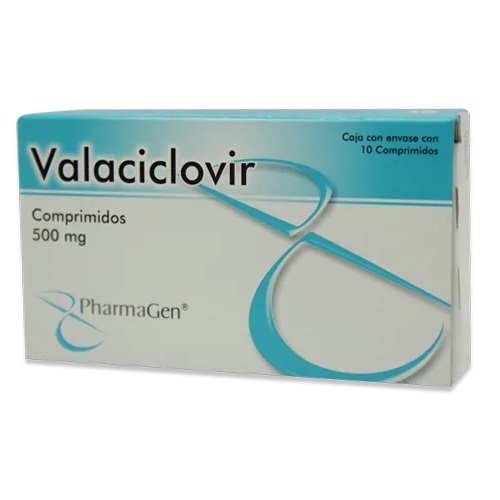 Caja con envase con
10 Comprimidos
Valaciclovir
Comprimidos
500 mg
PharmaGen®